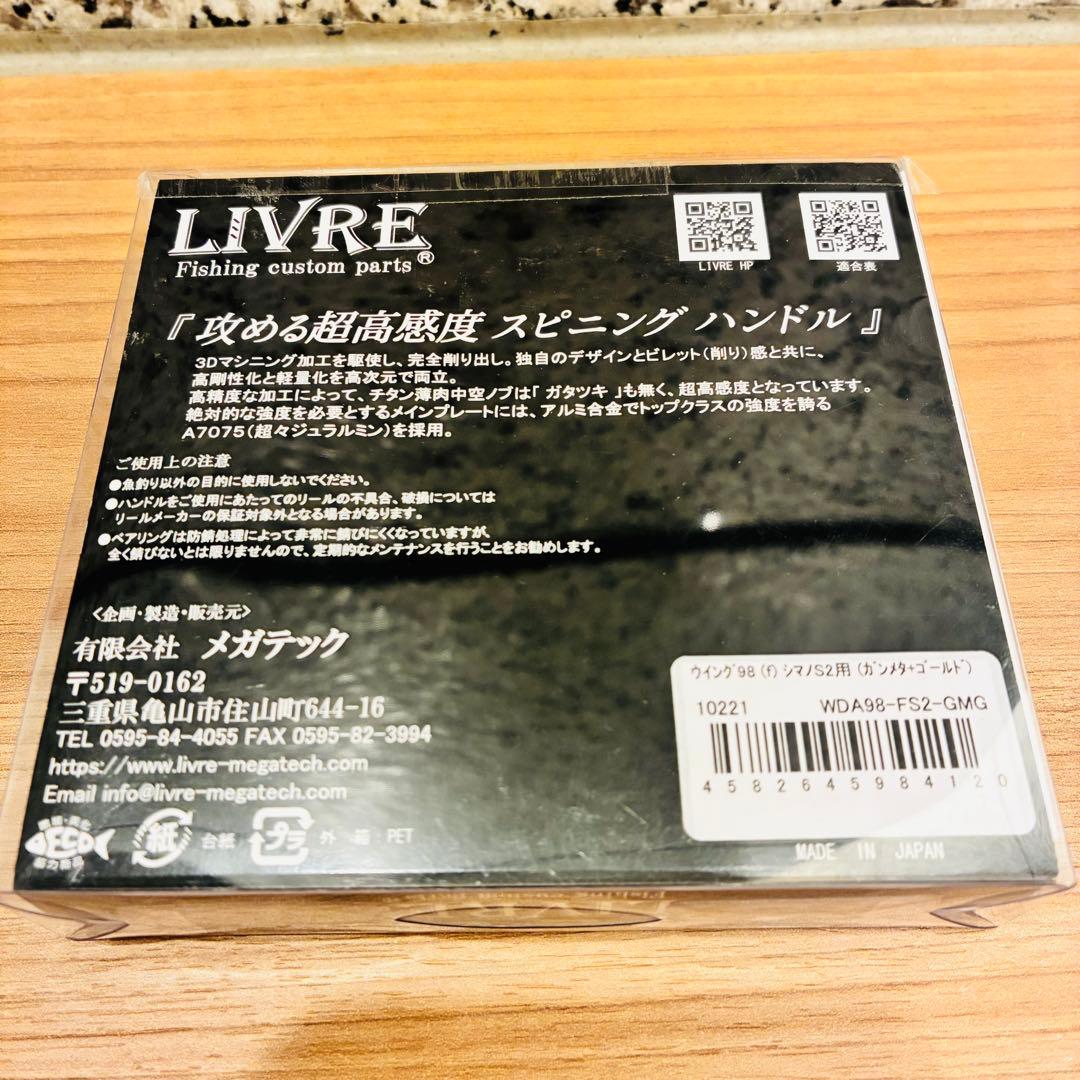 LIVRE
Fishing custom parts®
LIVRE HP
適合表
『 攻める超高感度 スピニング ハンドル 』
3Dマシニング加工を駆使し、完全削り出し。独自のデザインとビレット（削り）感と共に、
高剛性化と軽量化を高次元で両立。
高精度な加工によって、チタン薄肉中空ノブは「 ガタツキ 」も無く、超高感度となっています。
絶対的な強度を必要とするメインプレートには、アルミ合金でトップクラスの強度を誇る
A7075（超々ジュラルミン）を採用。
ご使用上の注意
●魚釣り以外の目的に使用しないでください。
●ハンドルをご使用にあたってのリールの不具合、破損については
リールメーカーの保証対象外となる場合があります。
●ベアリングは防錆処理によって非常に錆びにくくなっていますが、
全く錆びないとは限りませんので、定期的なメンテナンスを行うことをお勧めします。
＜企画・製造・販売元＞
有限会社 メガテック
〒519-0162
三重県亀山市住山町644-16
TEL 0595-84-4055 FAX 0595-82-3994
https://www.livre-megatech.com
Email info@livre-megatech.com
ECO
紙
台紙
プラ
外 箱 PET
ウイング98 (f) シマノS2用 (ガンメタ+ゴールド)
10221 WDA98-FS2-GMG
4582645984120
MADE IN JAPAN